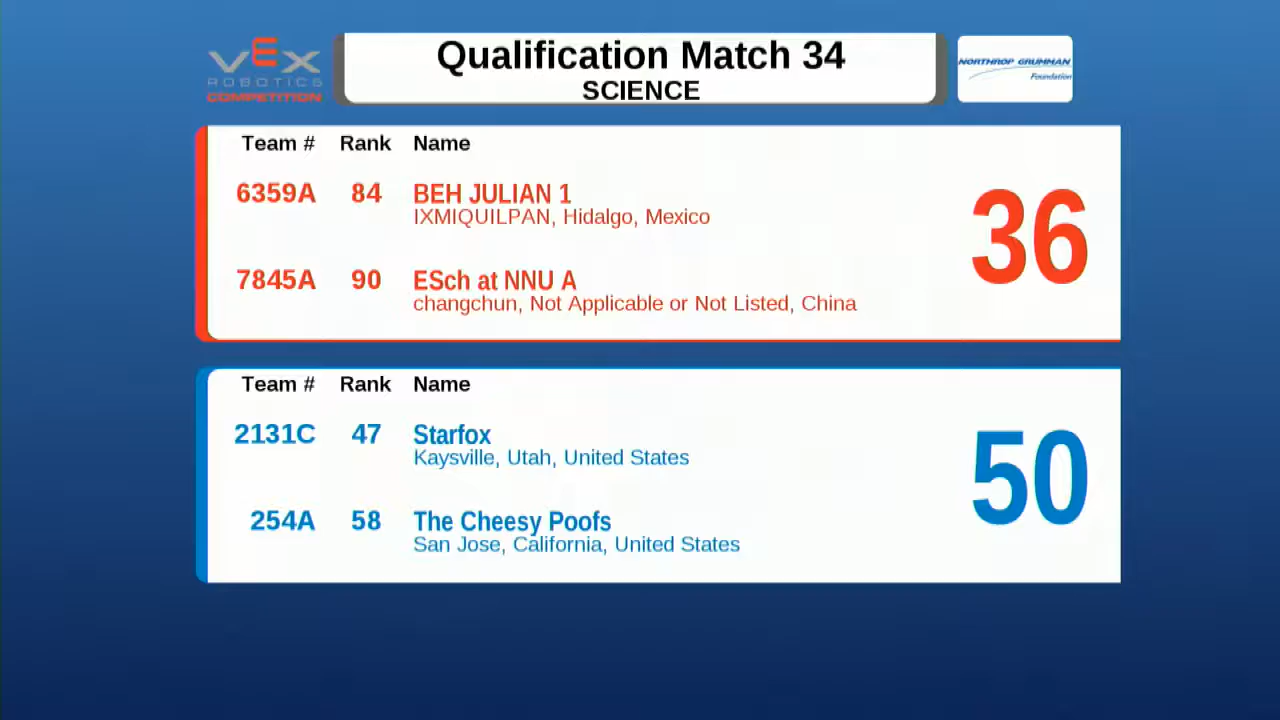 VEX
ROBOTICS
COMPETITION
Qualification Match 34
SCIENCE
NORTHROP GRUMMAN
Foundation
Team # Rank Name
6359A 84 BEH JULIAN 1
IXMIQUILPAN, Hidalgo, Mexico
36
7845A 90 ESch at NNU A
changchun, Not Applicable or Not Listed, China
Team # Rank Name
2131C 47 Starfox
Kaysville, Utah, United States
50
254A 58 The Cheesy Poofs
San Jose, California, United States